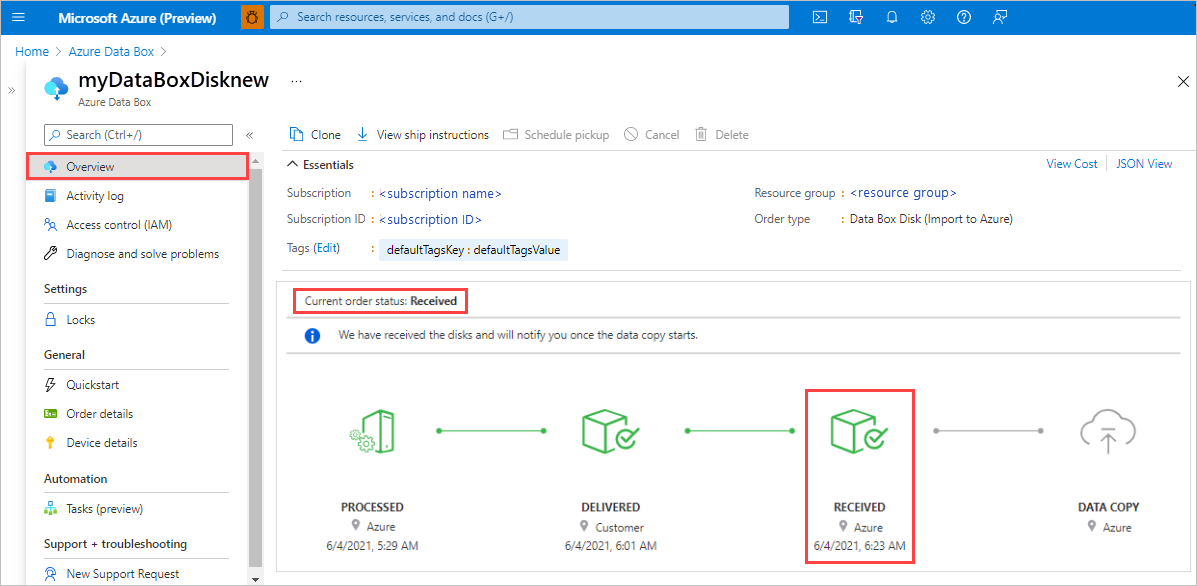 Microsoft Azure (Preview)
Search resources, services, and docs (G+/)
Home > Azure Data Box >
»
myDataBoxDisknew ...
Azure Data Box
Search (Ctrl+/)
«
Overview
Activity log
Access control (IAM)
Diagnose and solve problems
Settings
Locks
General
Quickstart
Order details
Device details
Automation
Tasks (preview)
Support + troubleshooting
New Support Request
Clone View ship instructions Schedule pickup Cancel Delete
Essentials
View Cost JSON View
Subscription : <subscription name>
Subscription ID : <subscription ID>
Tags (Edit) : defaultTagsKey : defaultTagsValue
Resource group : <resource group>
Order type : Data Box Disk (Import to Azure)
Current order status: Received
We have received the disks and will notify you once the data copy starts.
PROCESSED
Azure
6/4/2021, 5:29 AM
DELIVERED
Customer
6/4/2021, 6:01 AM
RECEIVED
Azure
6/4/2021, 6:23 AM
DATA COPY
Azure